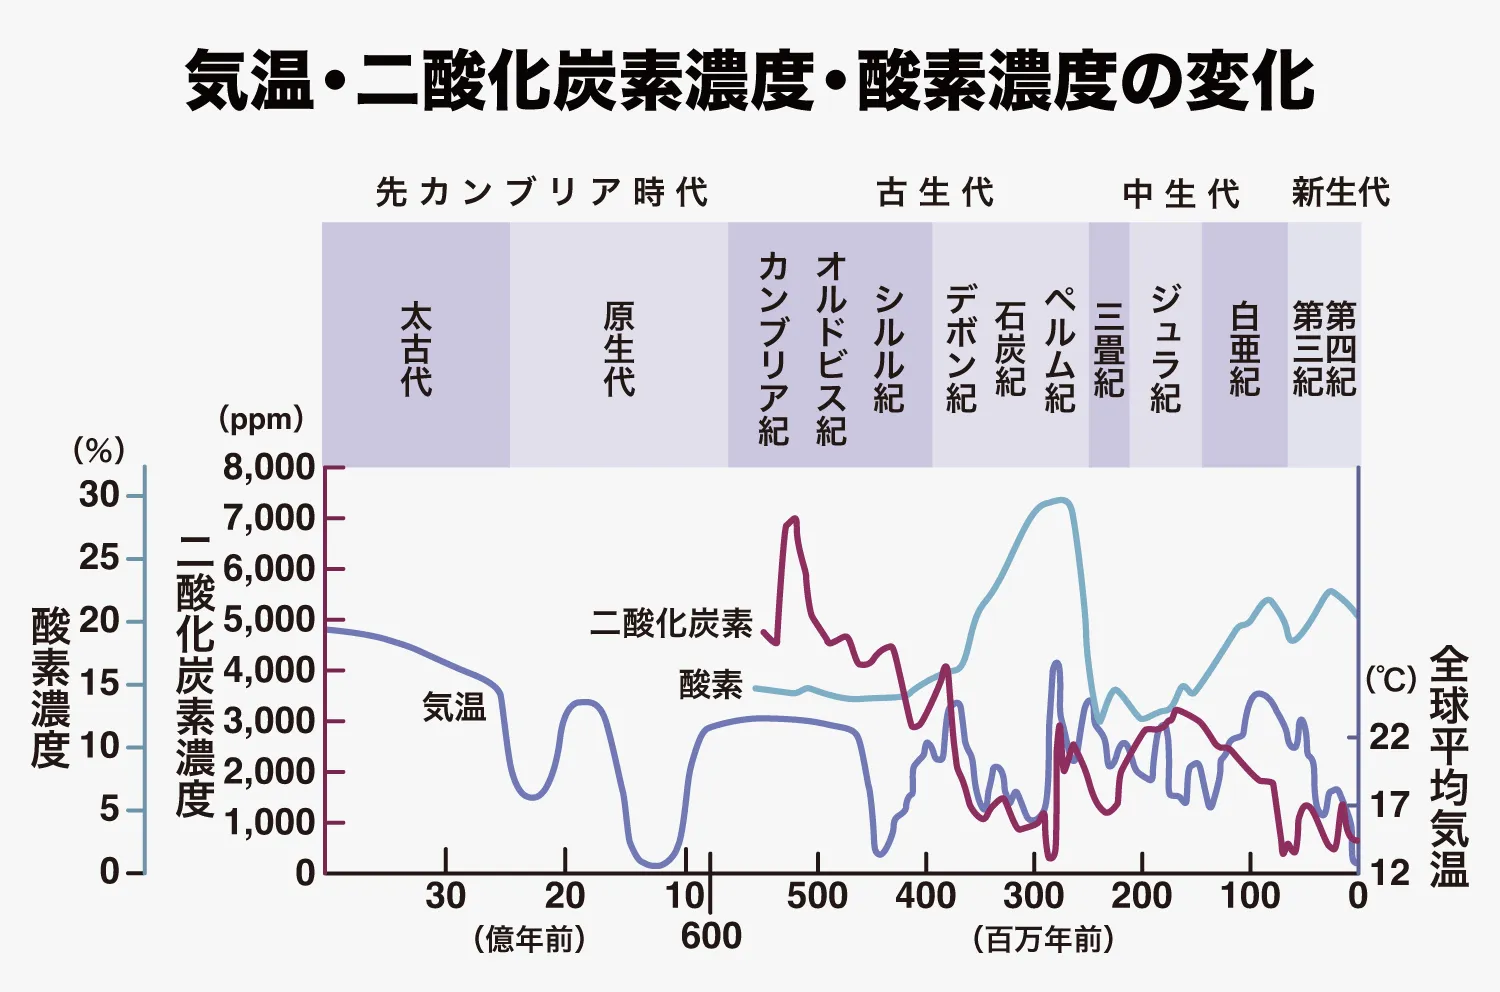 気温・二酸化炭素濃度・酸素濃度の変化
先カンブリア時代
古生代
中生代
新生代
太古代
原生代
カンブリア紀
オルドビス紀
シルル紀
デボン紀
石炭紀
ペルム紀
三畳紀
ジュラ紀
白亜紀
第三紀
第四紀
(%)
30
25
20
15
10
5
0
酸素濃度
(ppm)
8,000
7,000
6,000
5,000
4,000
3,000
2,000
1,000
0
二酸化炭素濃度
二酸化炭素
酸素
気温
(℃)
22
17
12
全球平均気温
30
20
10
600
500
400
300
200
100
0
(億年前)
(百万年前)